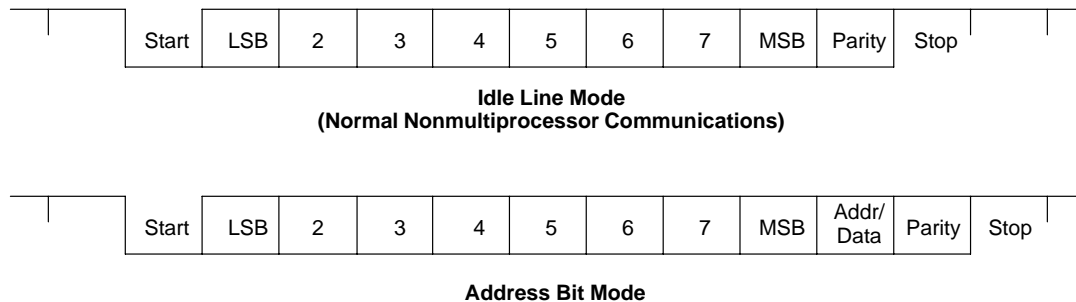 Start LSB 2 3 4 5 6 7 MSB Parity Stop
Idle Line Mode
(Normal Nonmultiprocessor Communications)
Start LSB 2 3 4 5 6 7 MSB Addr/
Data Parity Stop
Address Bit Mode